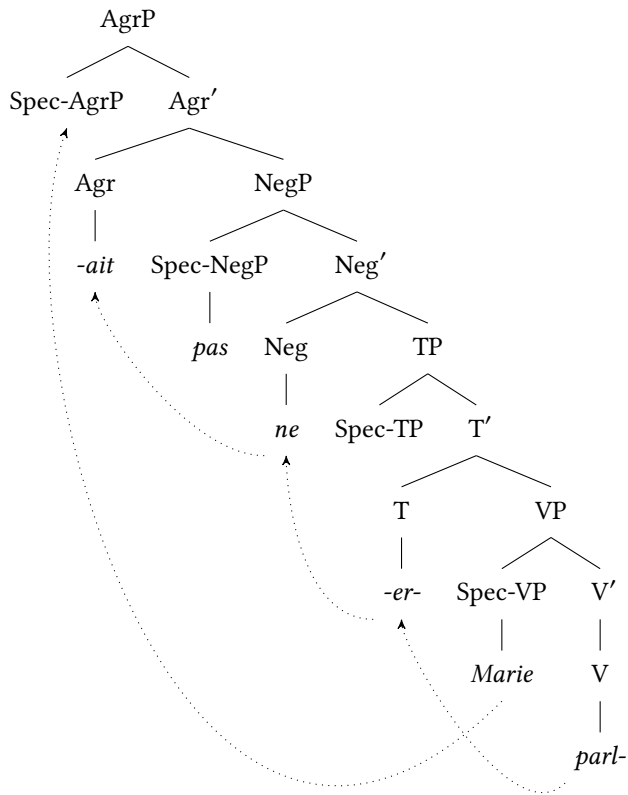 AgrP
Spec-AgrP Agr′
Agr NegP
-ait Spec-NegP Neg′
pas Neg TP
ne Spec-TP T′
T VP
-er- Spec-VP V′
Marie V
parl-